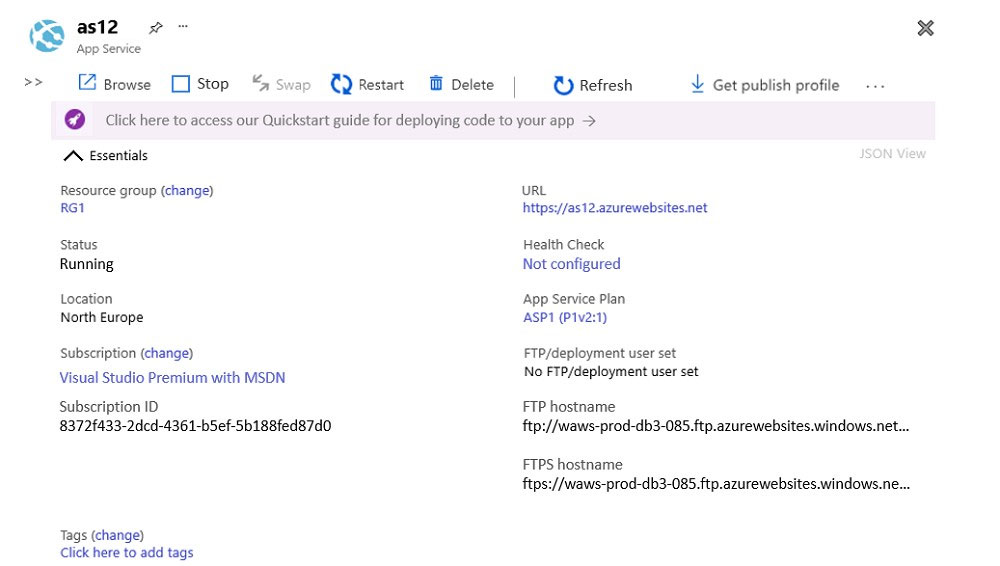 as12 ...
App Service
>> Browse Stop Swap Restart Delete | Refresh Get publish profile ...
Click here to access our Quickstart guide for deploying code to your app →
Essentials
JSON View
Resource group (change)
RG1
Status
Running
Location
North Europe
Subscription (change)
Visual Studio Premium with MSDN
Subscription ID
8372f433-2dcd-4361-b5ef-5b188fed87d0
Tags (change)
Click here to add tags
URL
https://as12.azurewebsites.net
Health Check
Not configured
App Service Plan
ASP1 (P1v2:1)
FTP/deployment user set
No FTP/deployment user set
FTP hostname
ftp://waws-prod-db3-085.ftp.azurewebsites.windows.net...
FTPS hostname
ftps://waws-prod-db3-085.ftp.azurewebsites.windows.ne...